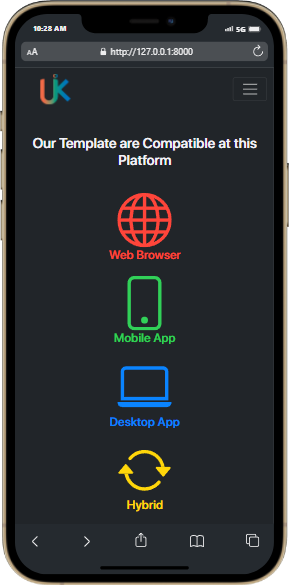 10:28 AM
5G
AA
http://127.0.0.1:8000
UK
Our Template are Compatible at this
Platform
Web Browser
Mobile App
Desktop App
Hybrid